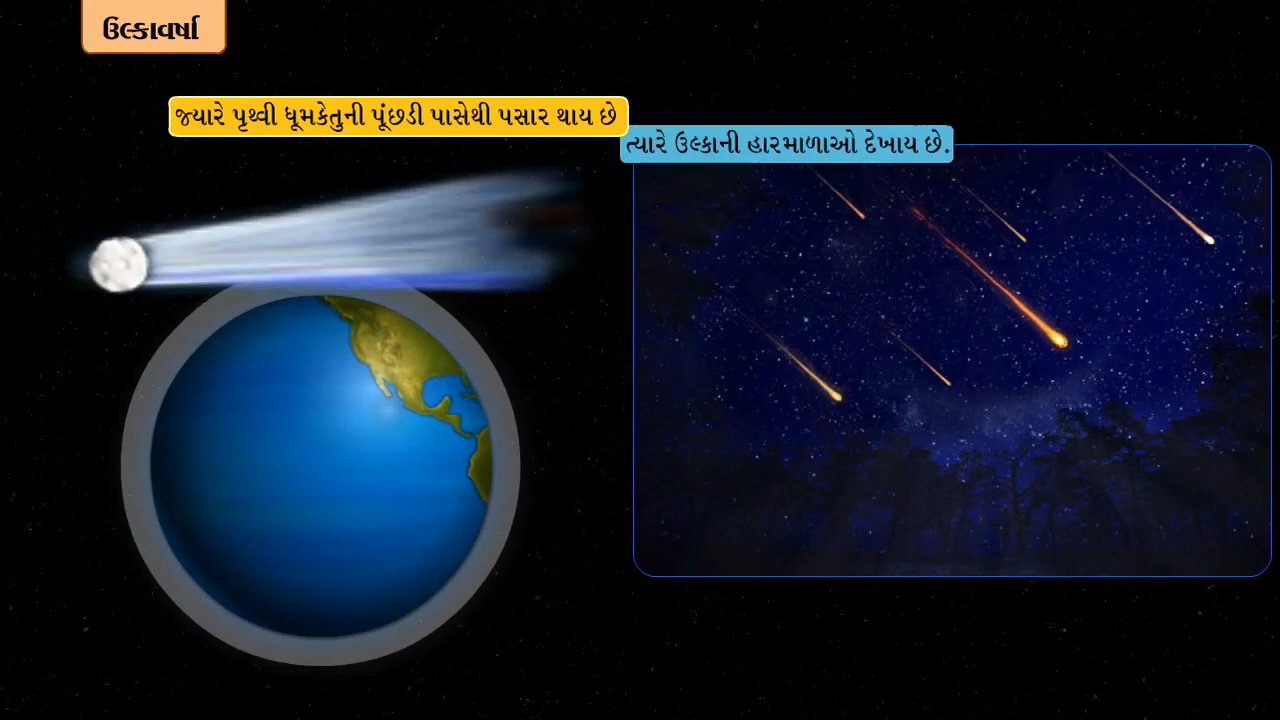 ઉલ્કાવર્ષા
જ્યારે પૃથ્વી ધૂમકેતુની પૂંછડી પાસેથી પસાર થાય છે
ત્યારે ઉલ્કાની હારમાળાઓ દેખાય છે.